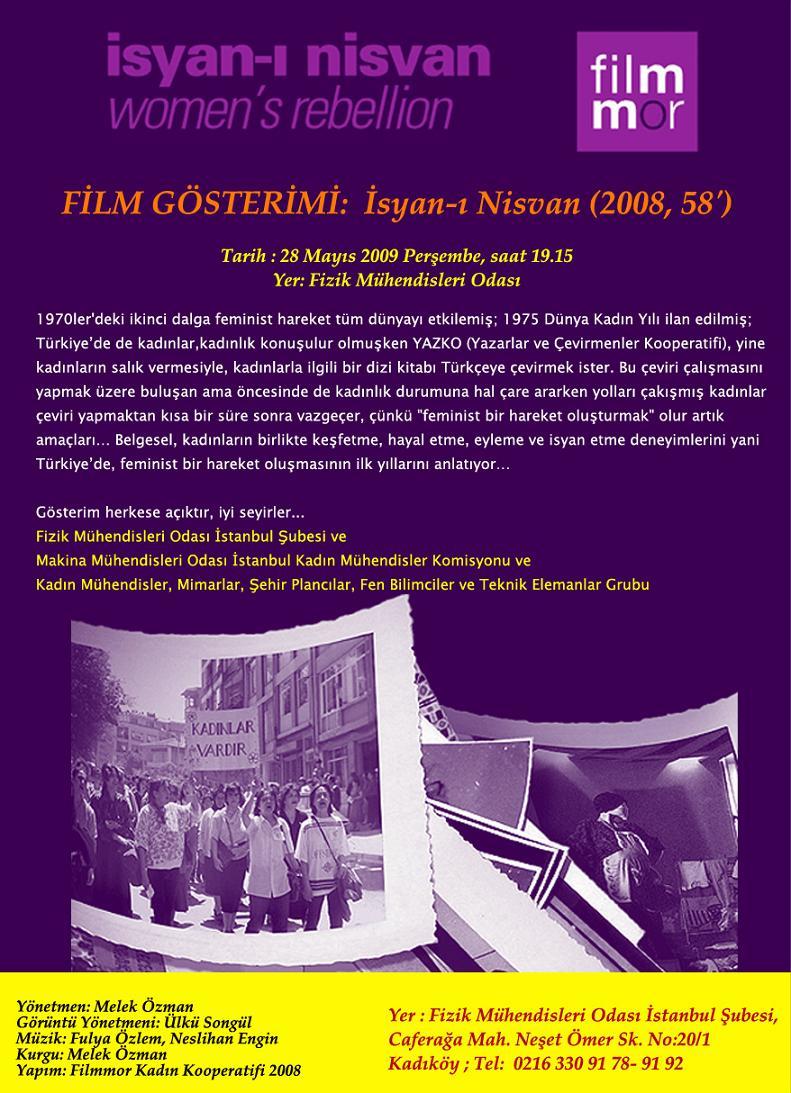 isyan-ı nisvan
women's rebellion
film
mor
FİLM GÖSTERİMİ: İsyan-ı Nisvan (2008, 58')
Tarih : 28 Mayıs 2009 Perşembe, saat 19.15
Yer: Fizik Mühendisleri Odası
1970ler'deki ikinci dalga feminist hareket tüm dünyayı etkilemiş; 1975 Dünya Kadın Yılı ilan edilmiş;
Türkiye’de de kadınlar,kadınlık konuşulur olmuşken YAZKO (Yazarlar ve Çevirmenler Kooperatifi), yine
kadınların salık vermesiyle, kadınlarla ilgili bir dizi kitabı Türkçeye çevirmek ister. Bu çeviri çalışmasını
yapmak üzere buluşan ama öncesinde de kadınlık durumuna hal çare ararken yolları çakışmış kadınlar
çeviri yapmaktan kısa bir süre sonra vazgeçer, çünkü "feminist bir hareket oluşturmak" olur artık
amaçları… Belgesel, kadınların birlikte keşfetme, hayal etme, eyleme ve isyan etme deneyimlerini yani
Türkiye’de, feminist bir hareket oluşmasının ilk yıllarını anlatıyor…
Gösterim herkese açıktır, iyi seyirler...
Fizik Mühendisleri Odası İstanbul Şubesi ve
Makina Mühendisleri Odası İstanbul Kadın Mühendisler Komisyonu ve
Kadın Mühendisler, Mimarlar, Şehir Plancılar, Fen Bilimciler ve Teknik Elemanlar Grubu
KADINLAR
VARDIR
Yönetmen: Melek Özman
Görüntü Yönetmeni: Ülkü Songül
Müzik: Fulya Özlem, Neslihan Engin
Kurgu: Melek Özman
Yapım: Filmmor Kadın Kooperatifi 2008
Yer : Fizik Mühendisleri Odası İstanbul Şubesi,
Caferağa Mah. Neşet Ömer Sk. No:20/1
Kadıköy ; Tel: 0216 330 91 78- 91 92